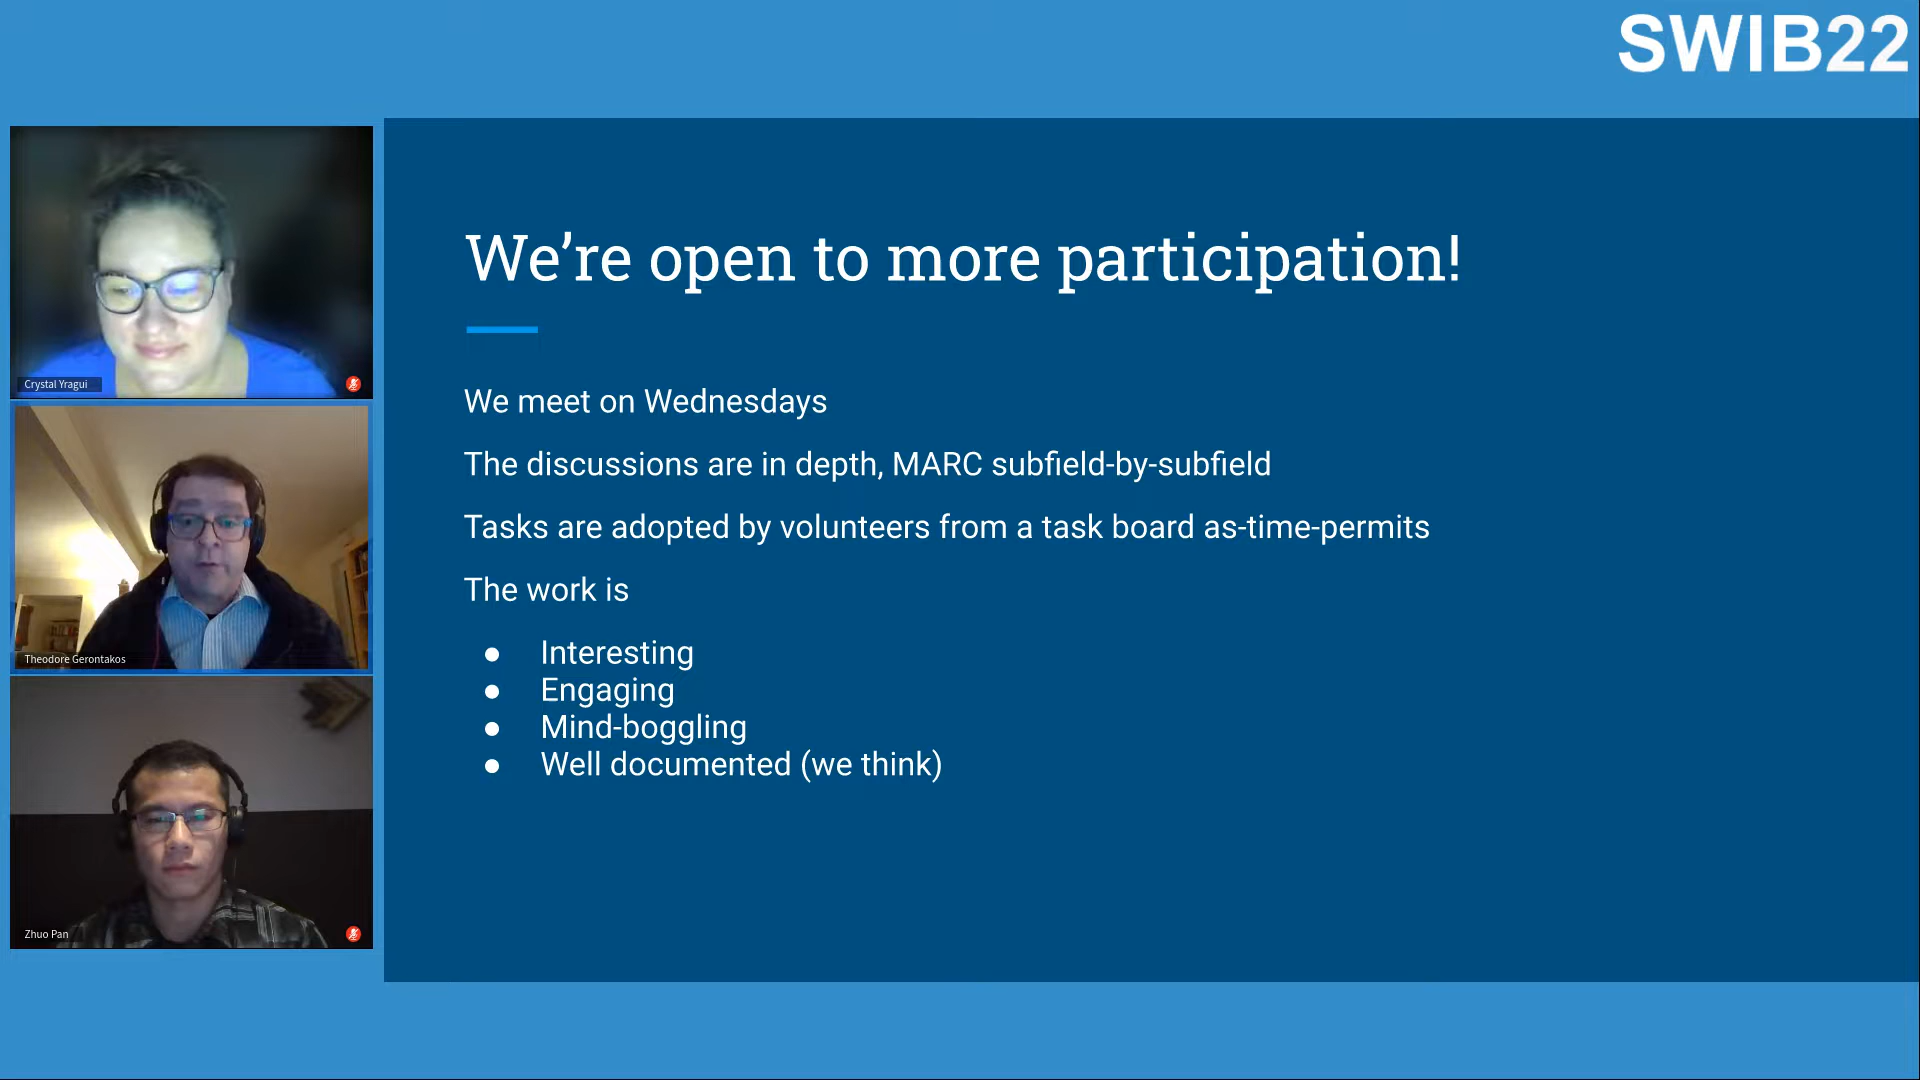 SWIB22
We’re open to more participation!
We meet on Wednesdays
The discussions are in depth, MARC subfield-by-subfield
Tasks are adopted by volunteers from a task board as-time-permits
The work is
● Interesting
● Engaging
● Mind-boggling
● Well documented (we think)
Crystal Yragui
Theodore Gerontakos
Zhuo Pan